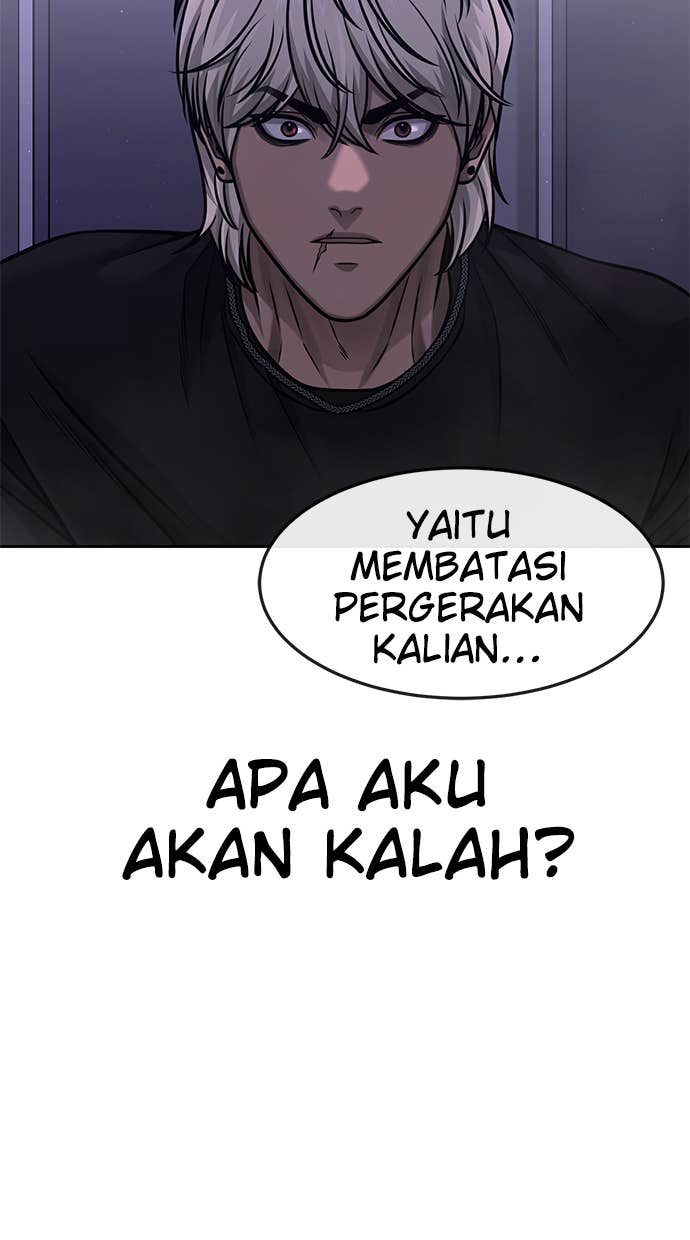 YAITU
MEMBATASI
PERGERAKAN
KALIAN...
APA AKU
AKAN KALAH?